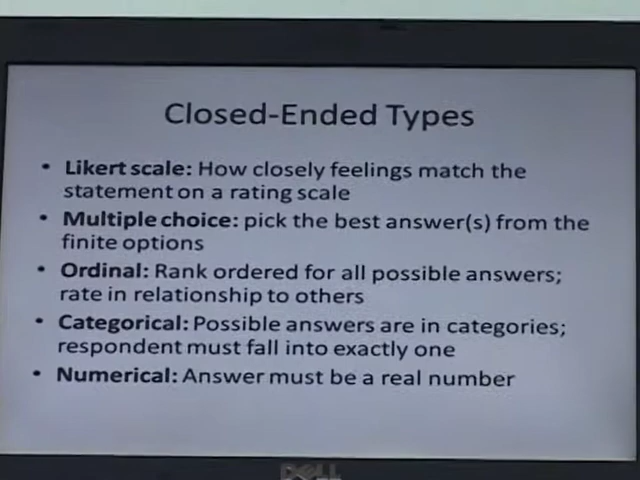 Closed-Ended Types
• Likert scale: How closely feelings match the
statement on a rating scale
• Multiple choice: pick the best answer(s) from the
finite options
• Ordinal: Rank ordered for all possible answers;
rate in relationship to others
• Categorical: Possible answers are in categories;
respondent must fall into exactly one
• Numerical: Answer must be a real number
DELL